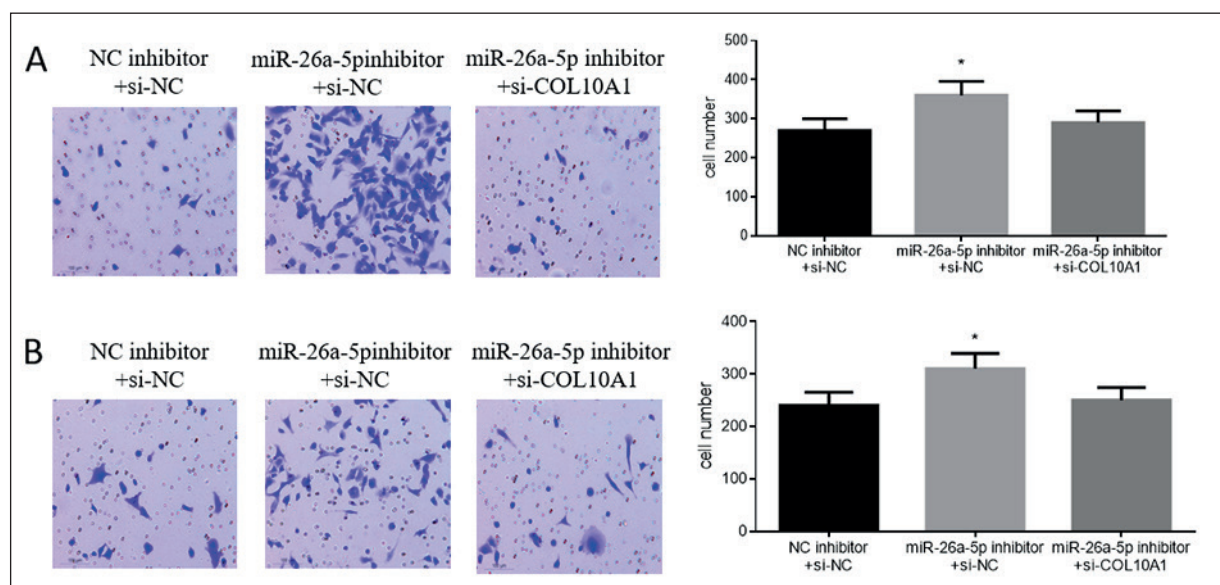 A
NC inhibitor
+si-NC
miR-26a-5pinhibitor
+si-NC
miR-26a-5p inhibitor
+si-COL10A1
500
400
300
200
100
0
cell number
*
NC inhibitor
+si-NC
miR-26a-5p inhibitor
+si-NC
miR-26a-5p inhibitor
+si-COL10A1
B
NC inhibitor
+si-NC
miR-26a-5pinhibitor
+si-NC
miR-26a-5p inhibitor
+si-COL10A1
400
300
200
100
0
cell number
*
NC inhibitor
+si-NC
miR-26a-5p inhibitor
+si-NC
miR-26a-5p inhibitor
+si-COL10A1